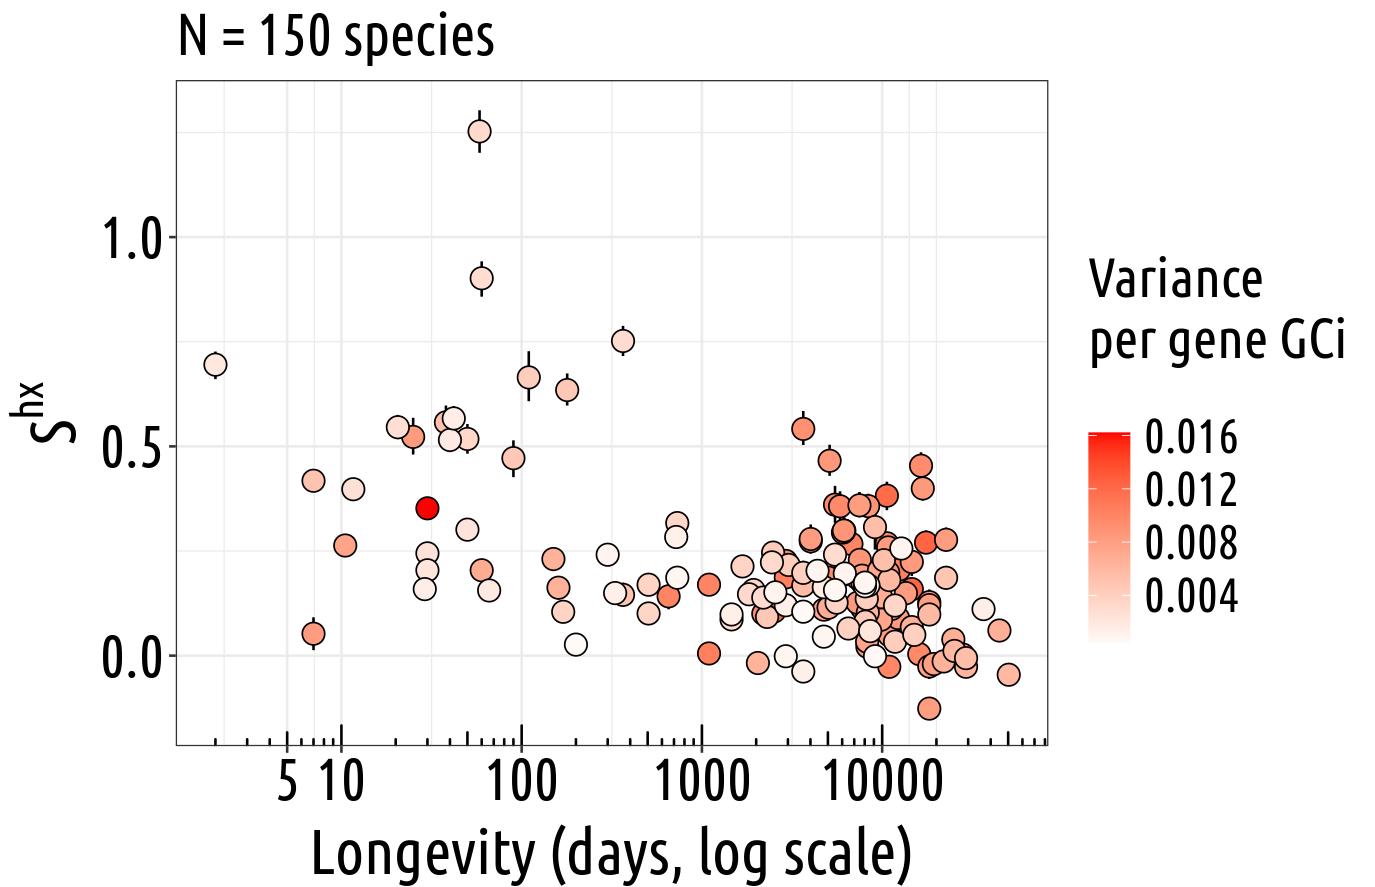 N = 150 species
1.0
0.5
0.0
S^hx
5 10 100 1000 10000
Longevity (days, log scale)
Variance
per gene GCi
0.016
0.012
0.008
0.004